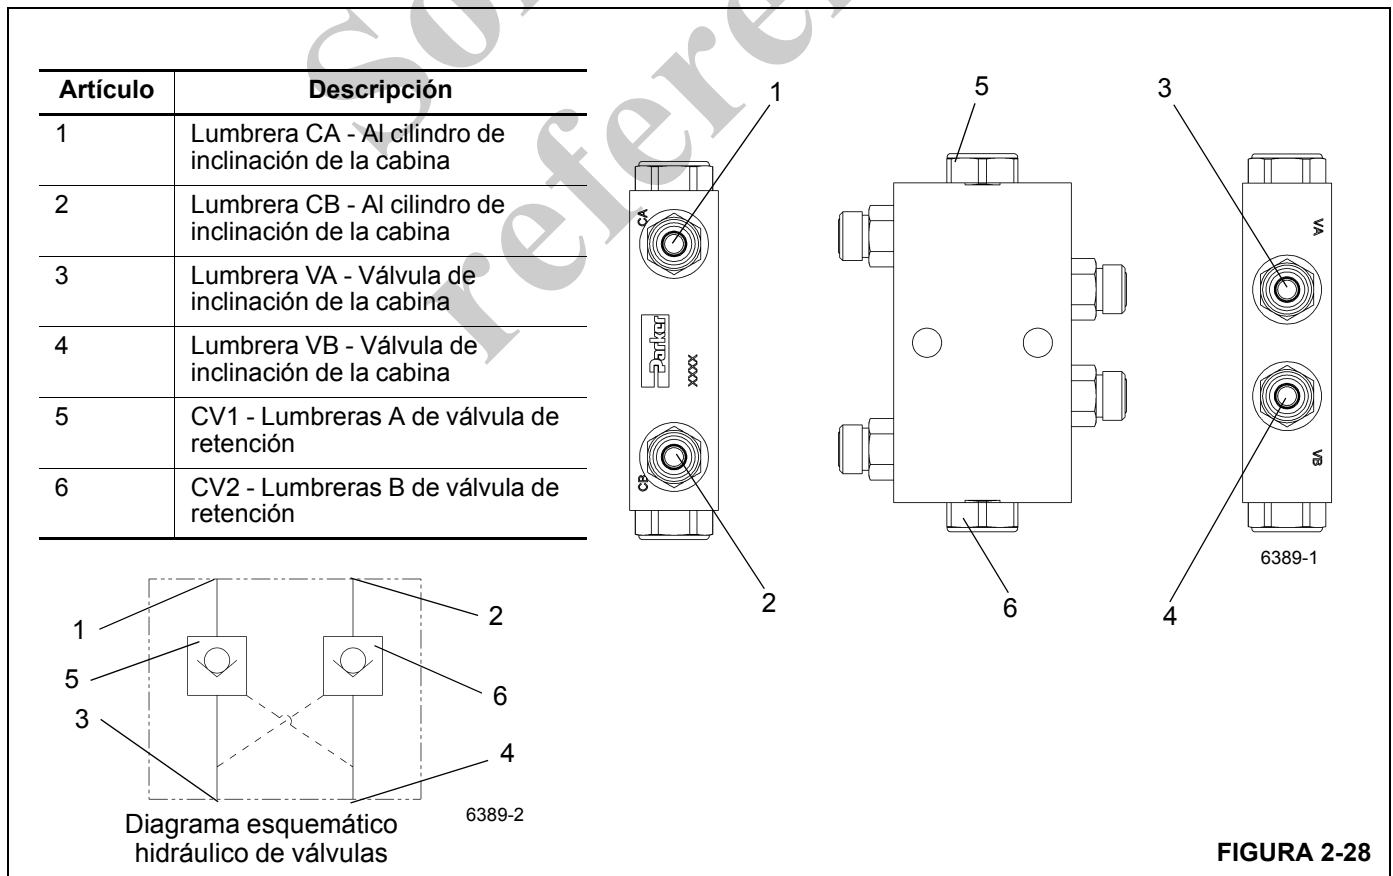 Artículo Descripción
1 Lumbrera CA - Al cilindro de
inclinación de la cabina
2 Lumbrera CB - Al cilindro de
inclinación de la cabina
3 Lumbrera VA - Válvula de
inclinación de la cabina
4 Lumbrera VB - Válvula de
inclinación de la cabina
5 CV1 - Lumbreras A de válvula de
retención
6 CV2 - Lumbreras B de válvula de
retención
1
5
3
CA
VA
Parker
XXXX
CB
VB
6389-1
2
6
4
1
2
5
6
3
4
6389-2
Diagrama esquemático
hidráulico de válvulas
FIGURA 2-28